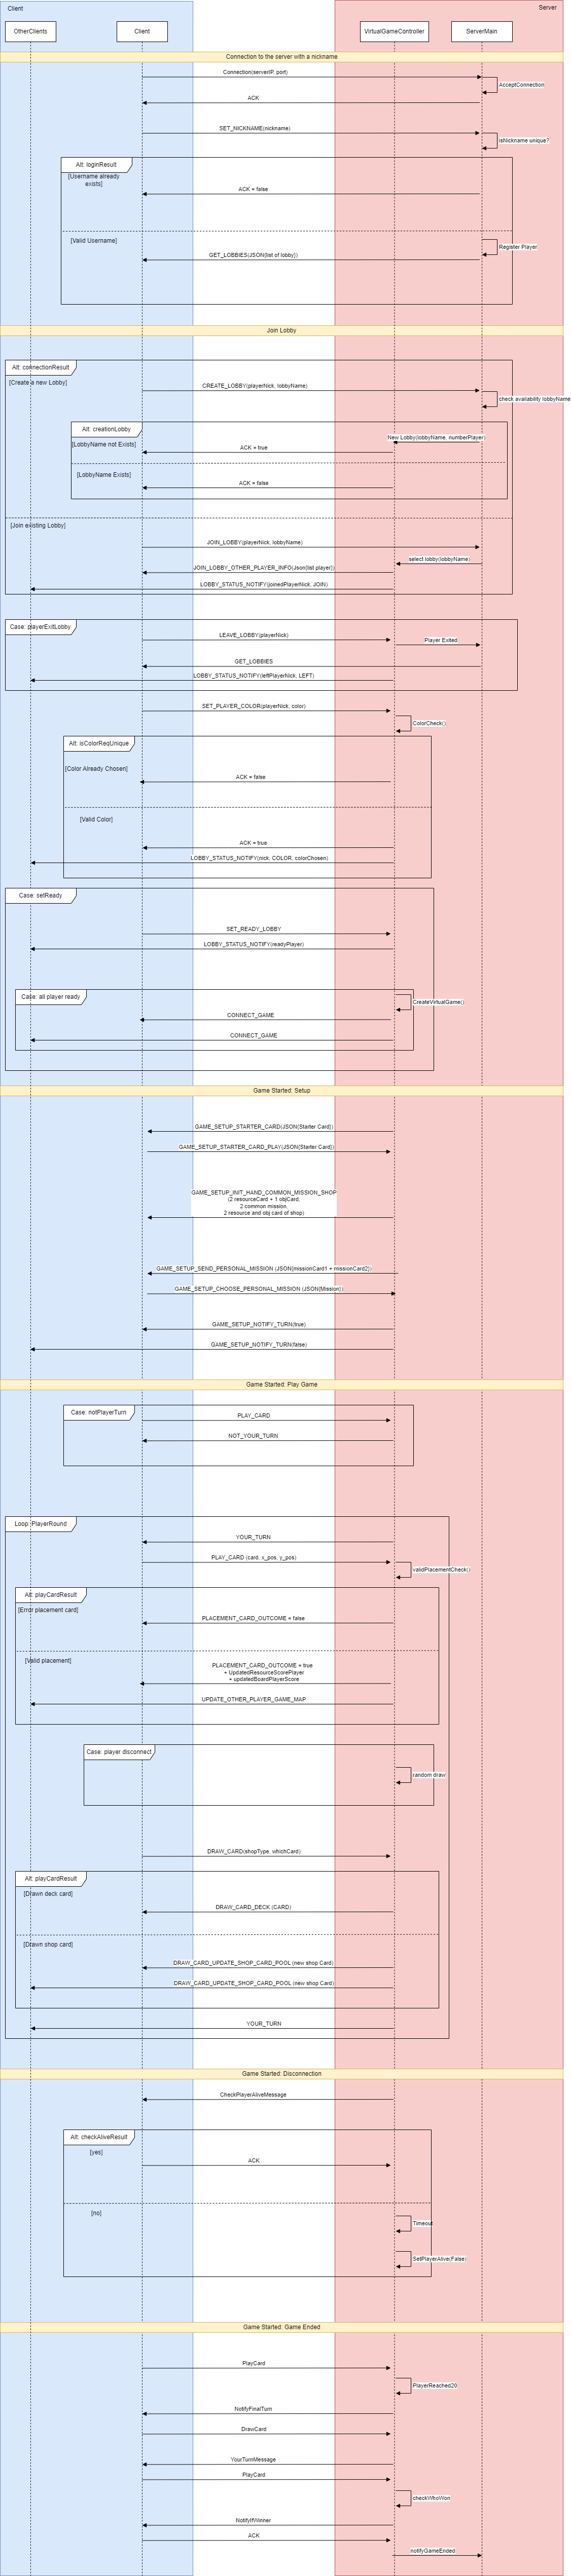 Client
Server
OtherClients
Client
VirtualGameController
ServerMain
Connection to the server with a nickname
Connection(serverIP, port)
AcceptConnection
ACK
SET_NICKNAME(nickname)
isNickname unique?
Alt: loginResult
[Username already
exists]
ACK = false
[Valid Username]
Register Player
GET_LOBBIES(JSON{list of lobby})
Join Lobby
Alt: connectionResult
[Create a new Lobby]
CREATE_LOBBY(playerNick, lobbyName)
check availability lobbyName
Alt: creationLobby
New Lobby(lobbyName, numberPlayer)
[LobbyName not Exists]
ACK = true
[LobbyName Exists]
ACK = false
[Join existing Lobby]
JOIN_LOBBY(playerNick, lobbyName)
select lobby(lobbyName)
JOIN_LOBBY_OTHER_PLAYER_INFO(Json{list player})
LOBBY_STATUS_NOTIFY(joinedPlayerNick, JOIN)
Case: playerExitLobby
LEAVE_LOBBY(playerNick)
Player Exited
GET_LOBBIES
LOBBY_STATUS_NOTIFY(leftPlayerNick, LEFT)
SET_PLAYER_COLOR(playerNick, color)
ColorCheck()
Alt: isColorReqUnique
[Color Already Chosen]
ACK = false
[Valid Color]
ACK = true
LOBBY_STATUS_NOTIFY(nick, COLOR, colorChosen)
Case: setReady
SET_READY_LOBBY
LOBBY_STATUS_NOTIFY(readyPlayer)
Case: all player ready
CreateVirtualGame()
CONNECT_GAME
CONNECT_GAME
Game Started: Setup
GAME_SETUP_STARTER_CARD(JSON{Starter Card})
GAME_SETUP_STARTER_CARD_PLAY(JSON{Starter Card})
GAME_SETUP_INIT_HAND_COMMON_MISSION_SHOP
(2 resourceCard + 1 objCard,
2 common mission,
2 resource and obj card of shop)
GAME_SETUP_SEND_PERSONAL_MISSION (JSON{missionCard1 + missionCard2})
GAME_SETUP_CHOOSE_PERSONAL_MISSION (JSON{Mission})
GAME_SETUP_NOTIFY_TURN(true)
GAME_SETUP_NOTIFY_TURN(false)
Game Started: Play Game
Case: notPlayerTurn
PLAY_CARD
NOT_YOUR_TURN
Loop: PlayerRound
YOUR_TURN
PLAY_CARD (card, x_pos, y_pos)
validPlacementCheck()
Alt: playCardResult
[Error placement card]
PLACEMENT_CARD_OUTCOME = false
[Valid placement]
PLACEMENT_CARD_OUTCOME = true
+ UpdatedResourceScorePlayer
+ updatedBoardPlayerScore
UPDATE_OTHER_PLAYER_GAME_MAP
Case: player disconnect
random draw
DRAW_CARD(shopType, whichCard)
Alt: playCardResult
[Drawn deck card]
DRAW_CARD_DECK (CARD)
[Drawn shop card]
DRAW_CARD_UPDATE_SHOP_CARD_POOL (new shop Card)
DRAW_CARD_UPDATE_SHOP_CARD_POOL (new shop Card)
YOUR_TURN
Game Started: Disconnection
CheckPlayerAliveMessage
Alt: checkAliveResult
[yes]
ACK
[no]
Timeout
SetPlayerAlive(False)
Game Started: Game Ended
PlayCard
PlayerReached20
NotifyFinalTurn
DrawCard
YourTurnMessage
PlayCard
checkWhoWon
NotifyIfWinner
ACK
notifyGameEnded